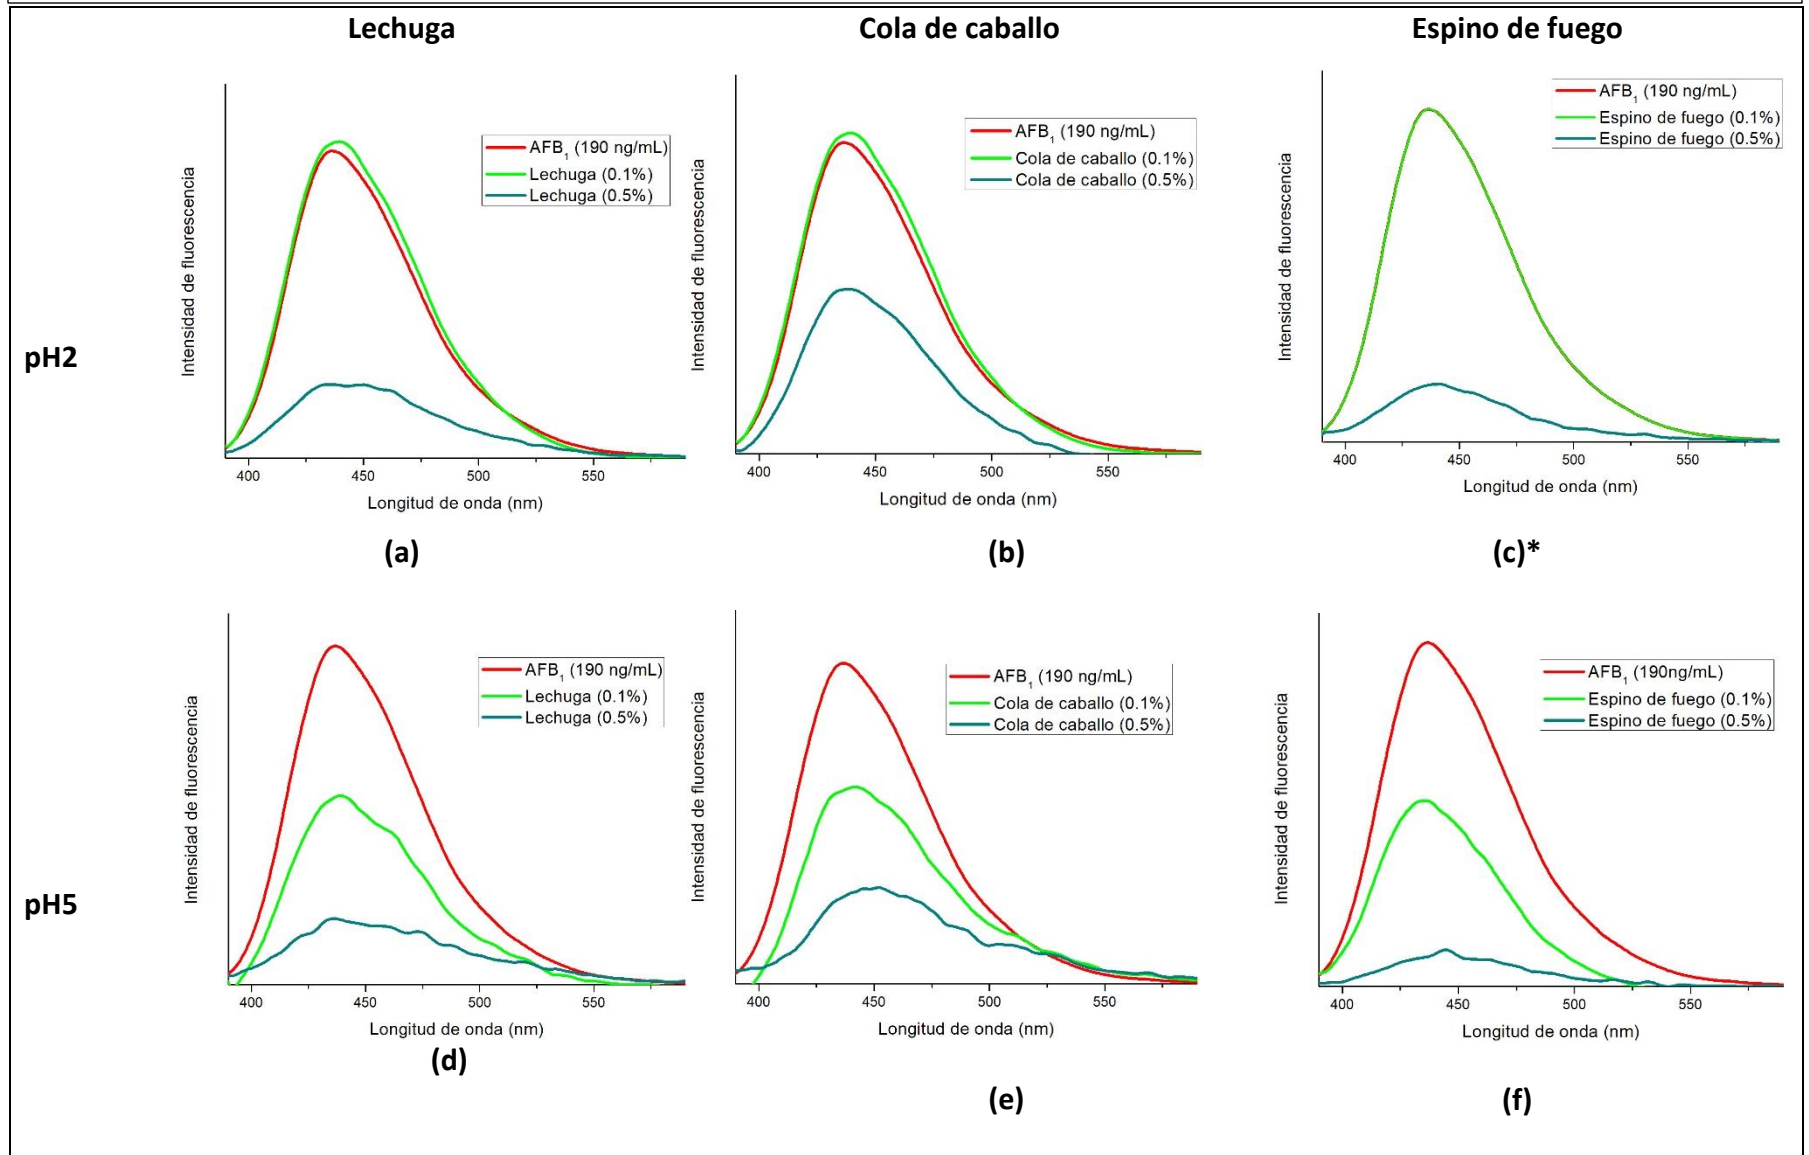 Lechuga
Cola de caballo
Espino de fuego
pH2
Intensidad de fluorescencia
AFB₁ (190 ng/mL)
Lechuga (0.1%)
Lechuga (0.5%)
400 450 500 550
Longitud de onda (nm)
(a)
Intensidad de fluorescencia
AFB₁ (190 ng/mL)
Cola de caballo (0.1%)
Cola de caballo (0.5%)
400 450 500 550
Longitud de onda (nm)
(b)
Intensidad de fluorescencia
AFB₁ (190 ng/mL)
Espino de fuego (0.1%)
Espino de fuego (0.5%)
400 450 500 550
Longitud de onda (nm)
(c)*
pH5
Intensidad de fluorescencia
AFB₁ (190 ng/mL)
Lechuga (0.1%)
Lechuga (0.5%)
400 450 500 550
Longitud de onda (nm)
(d)
Intensidad de fluorescencia
AFB₁ (190 ng/mL)
Cola de caballo (0.1%)
Cola de caballo (0.5%)
400 450 500 550
Longitud de onda (nm)
(e)
Intensidad de fluorescencia
AFB₁ (190ng/mL)
Espino de fuego (0.1%)
Espino de fuego (0.5%)
400 450 500 550
Longitud de onda (nm)
(f)